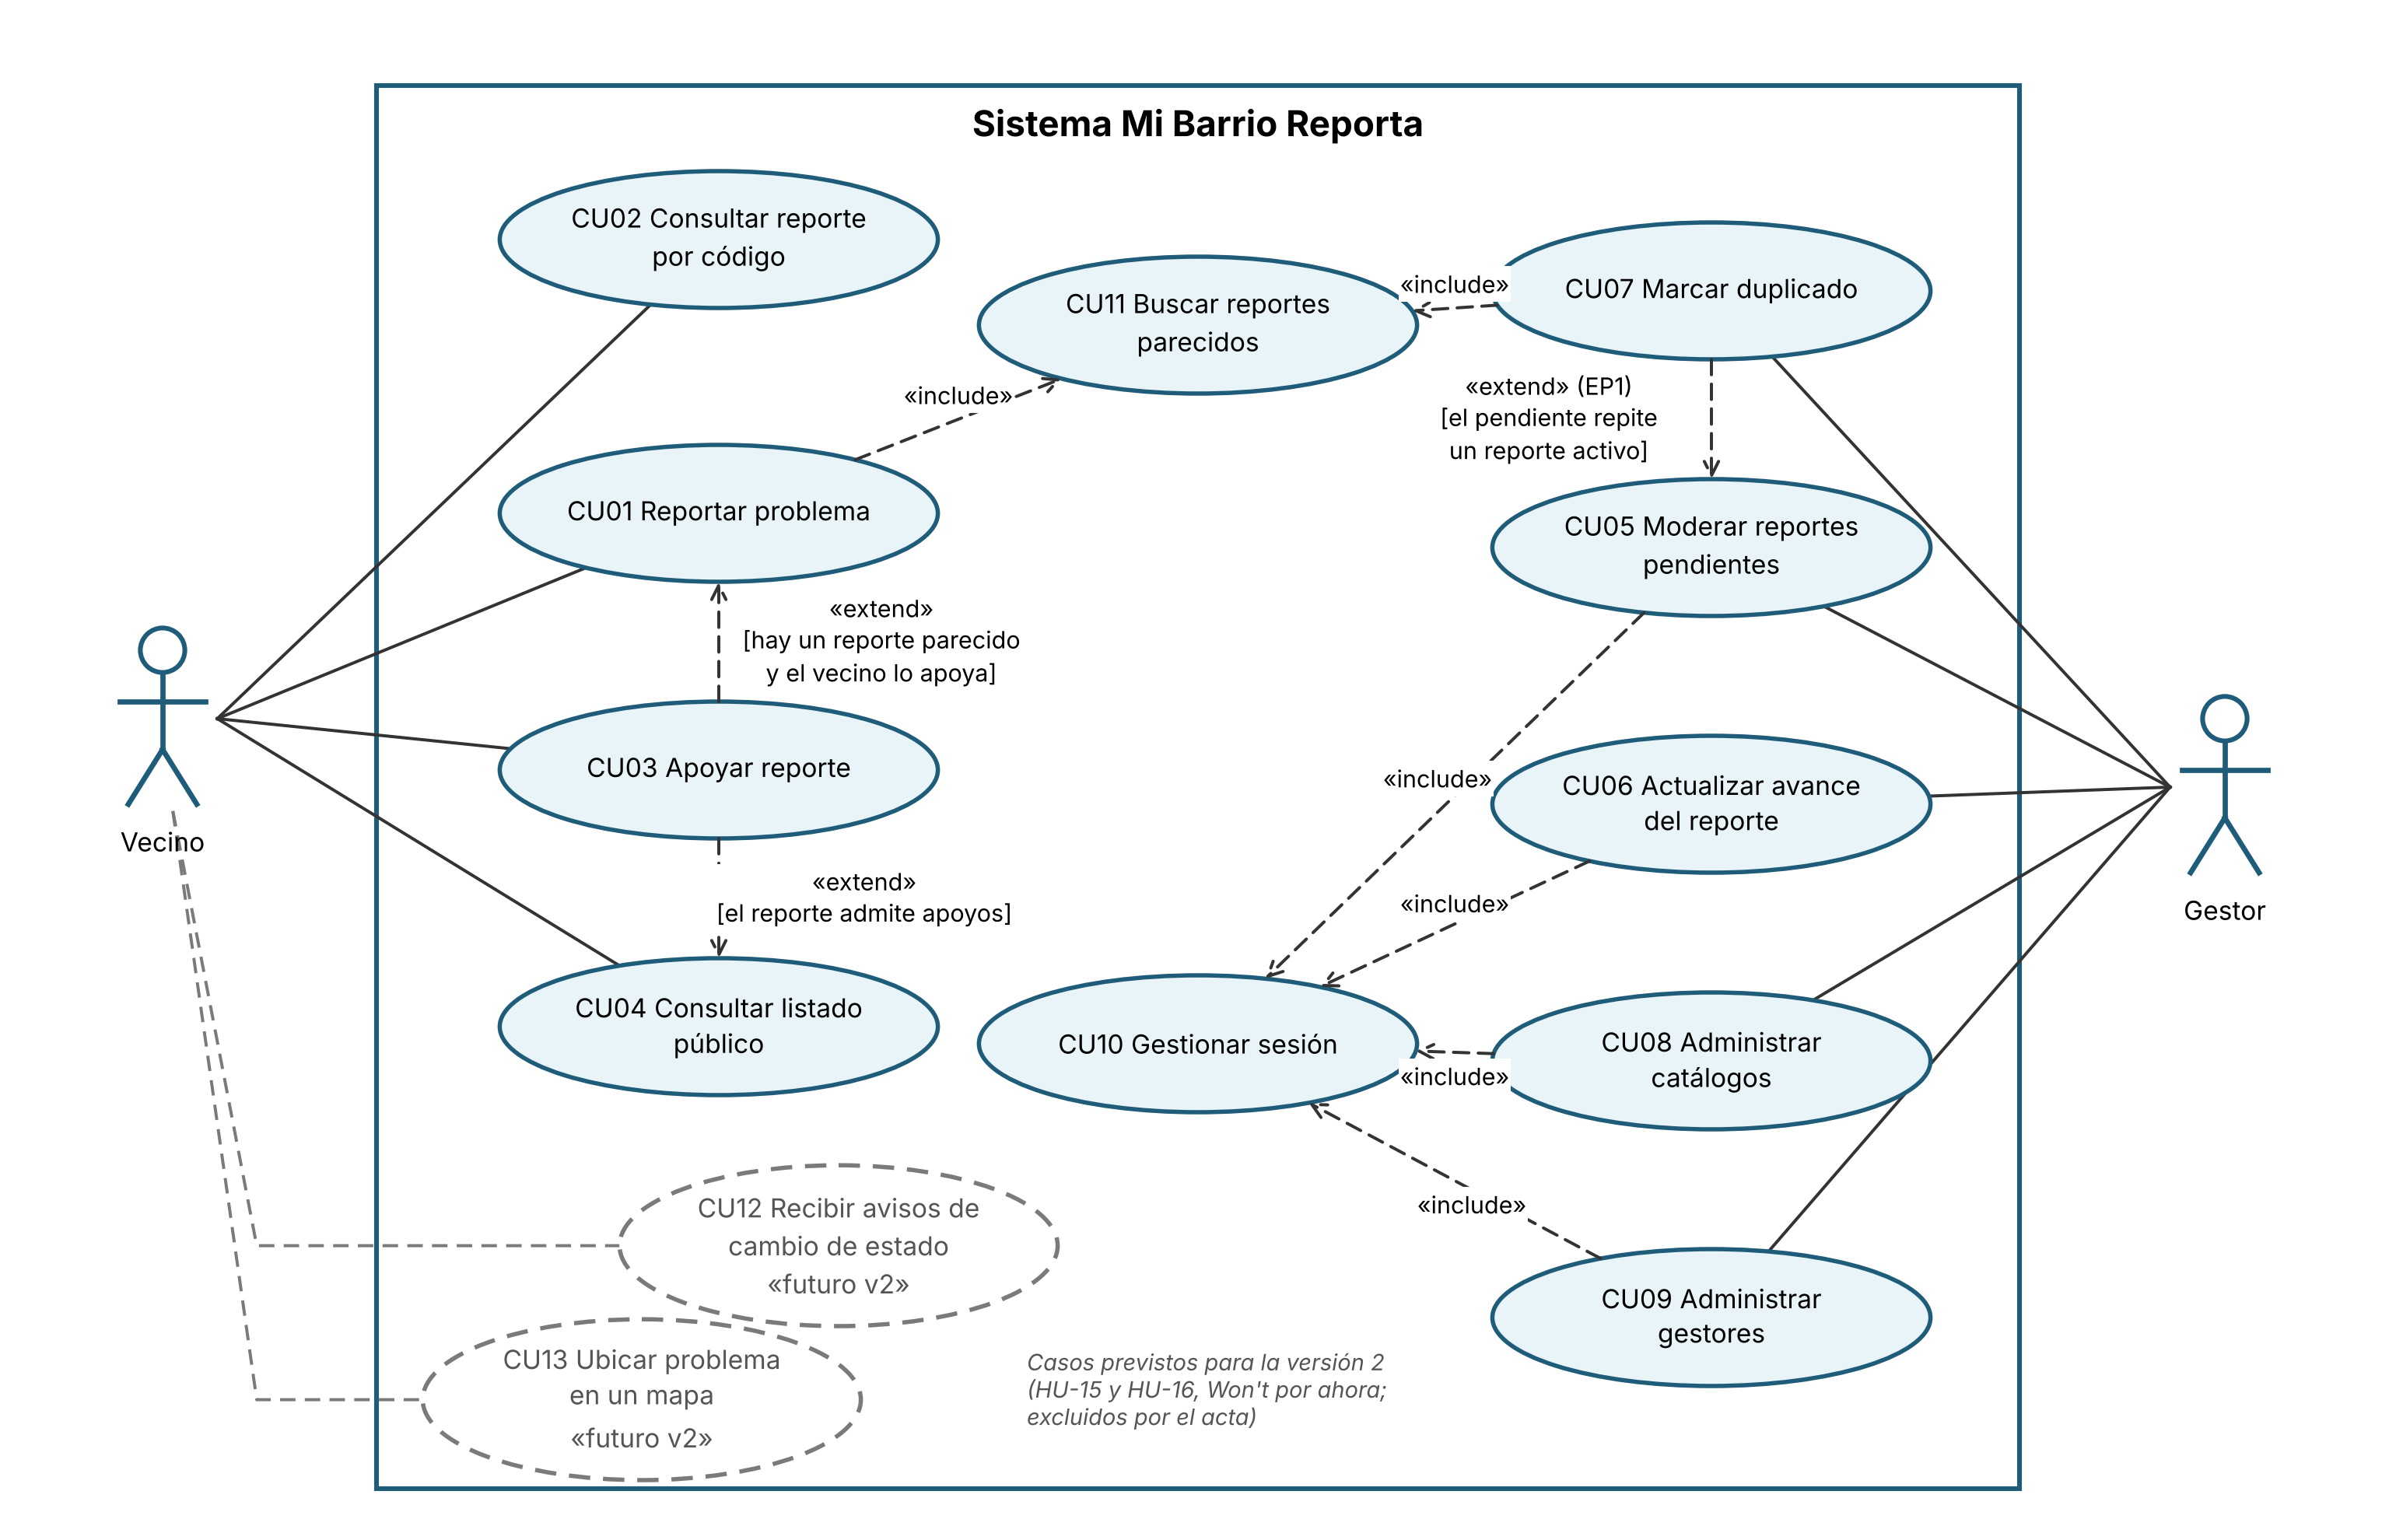 Sistema Mi Barrio Reporta
CU02 Consultar reporte
por código
CU11 Buscar reportes
parecidos
«include»
CU07 Marcar duplicado
«include»
«extend» (EP1)
[el pendiente repite
un reporte activo]
CU01 Reportar problema
CU05 Moderar reportes
pendientes
«extend»
[hay un reporte parecido
y el vecino lo apoya]
Vecino
CU03 Apoyar reporte
«include»
CU06 Actualizar avance
del reporte
Gestor
«extend»
[el reporte admite apoyos]
«include»
CU04 Consultar listado
público
CU10 Gestionar sesión
«include»
CU08 Administrar
catálogos
CU12 Recibir avisos de
cambio de estado
«futuro v2»
«include»
CU09 Administrar
gestores
CU13 Ubicar problema
en un mapa
«futuro v2»
Casos previstos para la versión 2
(HU-15 y HU-16, Won't por ahora;
excluidos por el acta)